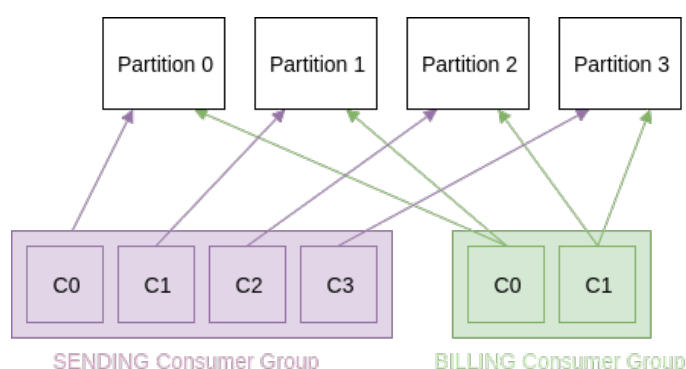 Partition 0
Partition 1
Partition 2
Partition 3
C0
C1
C2
C3
C0
C1
SENDING Consumer Group
BILLING Consumer Group